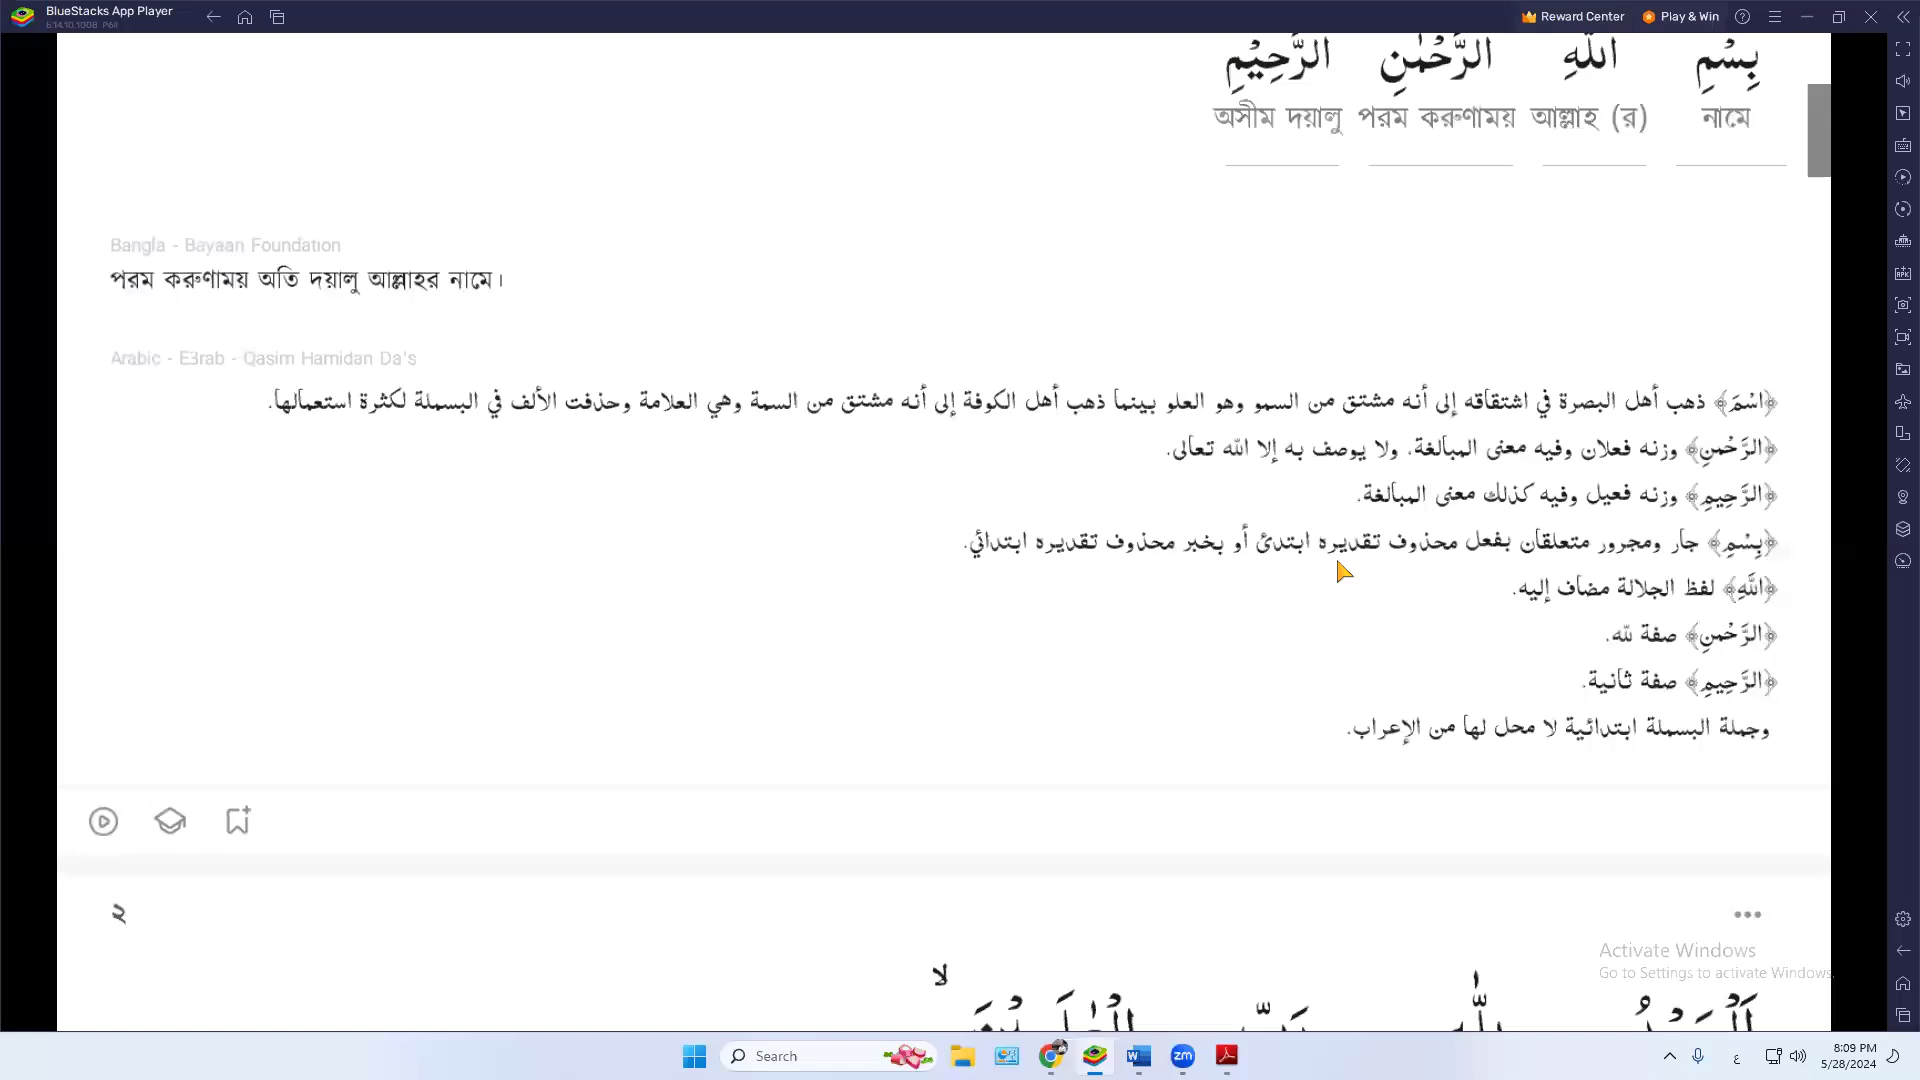 BlueStacks App Player
5.14.10.1008 P64
Reward Center
Play & Win
بِسْمِ اللّٰهِ الرَّحْمٰنِ الرَّحِيْمِ
নামে আল্লাহ (র) পরম করুণাময় অসীম দয়ালু
Bangla - Bayaan Foundation
পরম করুণাময় অতি দয়ালু আল্লাহর নামে।
Arabic - E3rab - Qasim Hamidan Da's
﴿اسْمَ﴾ ذهب أهل البصرة في اشتقاقه إلى أنه مشتق من السمو وهو العلو بينما ذهب أهل الكوفة إلى أنه مشتق من السمة وهي العلامة وحذفت الألف في البسملة لكثرة استعمالها.
﴿الرَّحْمنِ﴾ وزنه فعلان وفيه معنى المبالغة. ولا يوصف به إلا الله تعالى.
﴿الرَّحِيمِ﴾ وزنه فعيل وفيه كذلك معنى المبالغة.
﴿بِسْمِ﴾ جار ومجرور متعلقان بفعل محذوف تقديره ابتدئ أو بخبر محذوف تقديره ابتدائي.
﴿اللَّهِ﴾ لفظ الجلالة مضاف إليه.
﴿الرَّحْمنِ﴾ صفة لله.
﴿الرَّحِيمِ﴾ صفة ثانية.
وجملة البسملة ابتدائية لا محل لها من الإعراب.
২
Activate Windows
Go to Settings to activate Windows.
Search
ع
8:09 PM
5/28/2024